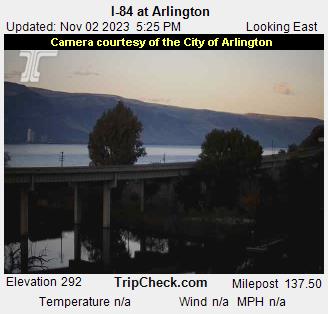 I-84 at Arlington
Updated: Nov 02 2023 5:25 PM Looking East
Camera courtesy of the City of Arlington
Elevation 292 TripCheck.com Milepost 137.50
Temperature n/a Wind n/a MPH n/a